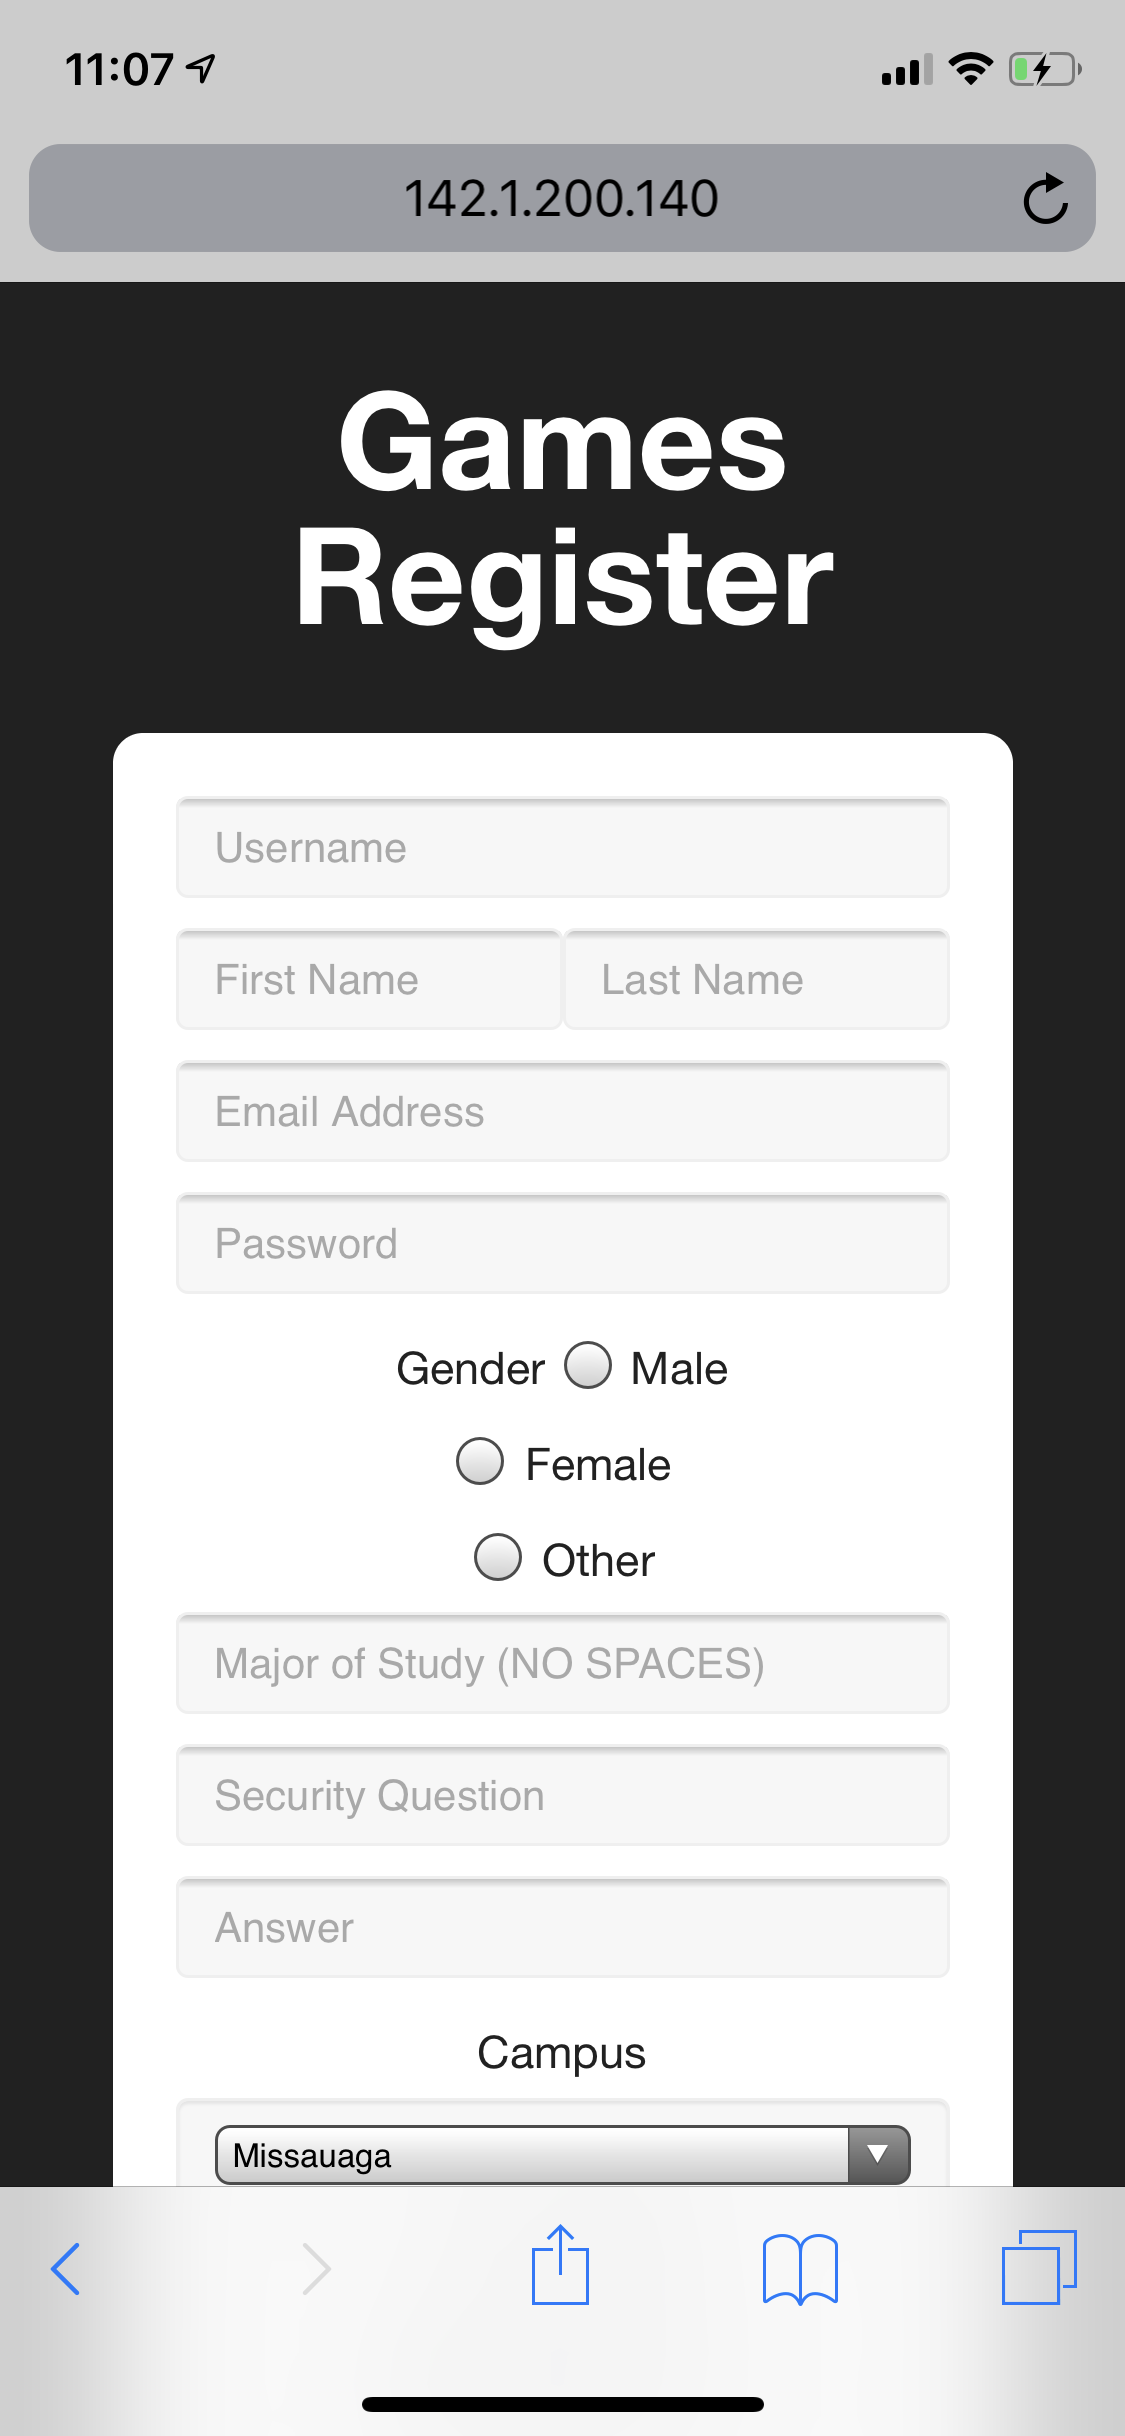 11:07
142.1.200.140
Games
Register
Username
First Name Last Name
Email Address
Password
Gender Male
Female
Other
Major of Study (NO SPACES)
Security Question
Answer
Campus
Missauaga